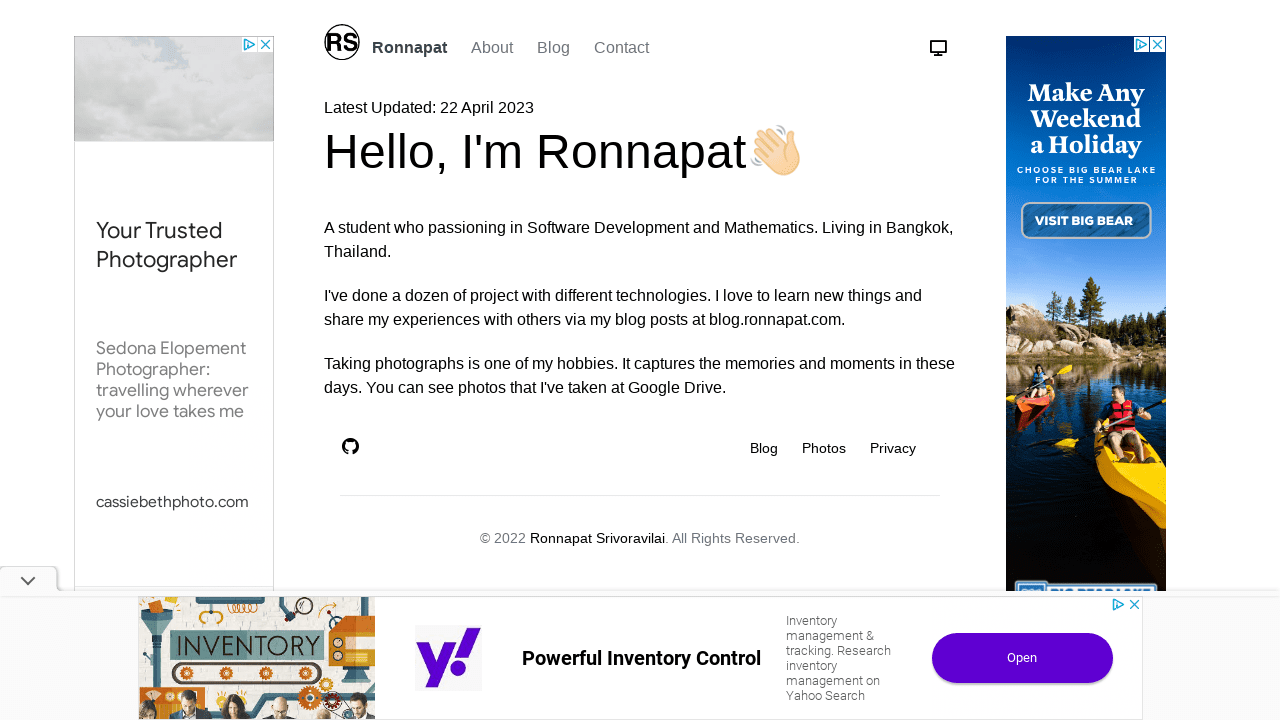 RS
Ronnapat About Blog Contact
Latest Updated: 22 April 2023
Hello, I'm Ronnapat
A student who passioning in Software Development and Mathematics. Living in Bangkok,
Thailand.
I've done a dozen of project with different technologies. I love to learn new things and
share my experiences with others via my blog posts at blog.ronnapat.com.
Taking photographs is one of my hobbies. It captures the memories and moments in these
days. You can see photos that I've taken at Google Drive.
Blog Photos Privacy
© 2022 Ronnapat Srivoravilai. All Rights Reserved.
Your Trusted
Photographer
Sedona Elopement
Photographer:
travelling wherever
your love takes me
cassiebethphoto.com
Make Any
Weekend
a Holiday
CHOOSE BIG BEAR LAKE
FOR THE SUMMER
VISIT BIG BEAR
BIG BEAR LAKE
INVENTORY
y!
Powerful Inventory Control
Inventory
management &
tracking. Research
inventory
management on
Yahoo Search
Open